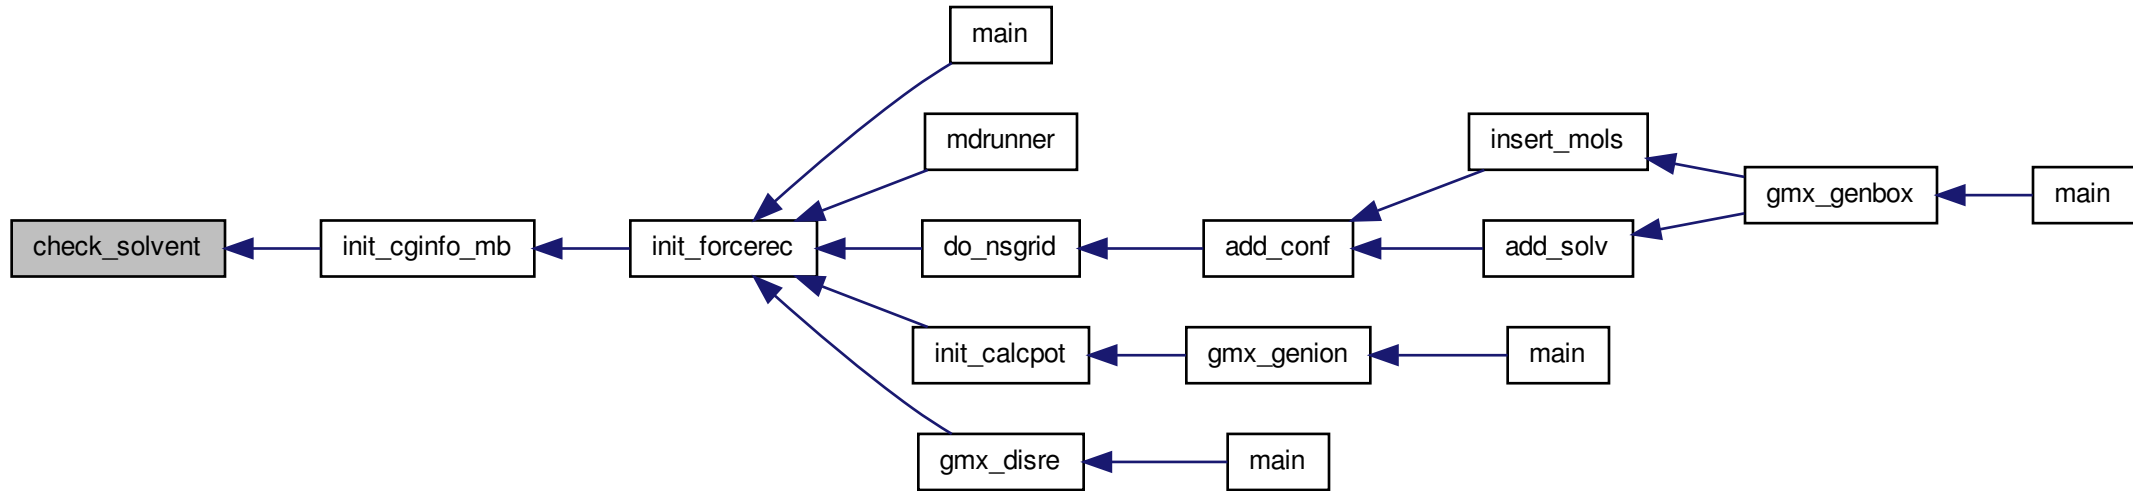 main
mdrunner
insert_mols
gmx_genbox
main
check_solvent
init_cginfo_mb
init_forcerec
do_nsgrid
add_conf
add_solv
init_calcpot
gmx_genion
main
gmx_disre
main